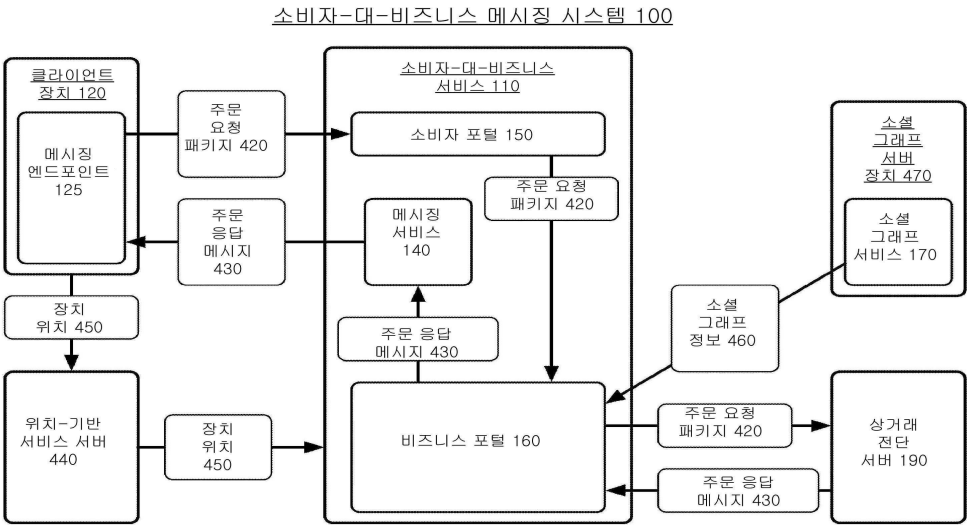 소비자-대-비즈니스 메시징 시스템 100
클라이언트
장치 120
메시징
엔드포인트
125
주문
요청
패키지 420
소비자-대-비즈니스
서비스 110
소비자 포털 150
주문 요청
패키지 420
메시징
서비스
140
주문
응답
메시지
430
장치
위치 450
주문 응답
메시지 430
소셜
그래프
서버
장치 470
소셜
그래프
서비스 170
소셜
그래프
정보 460
위치-기반
서비스 서버
440
장치
위치
450
비즈니스 포털 160
주문 요청
패키지 420
상거래
전단
서버 190
주문 응답
메시지 430